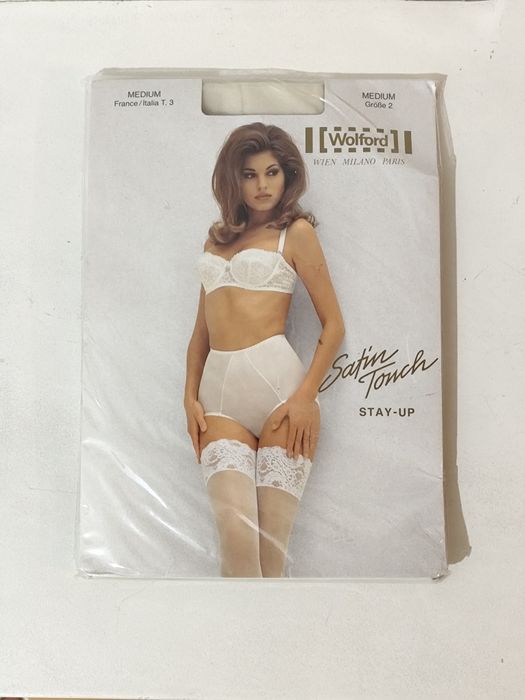 MEDIUM
France/Italia T. 3
MEDIUM
Größe 2
Wolford
WIEN MILANO PARIS
Satin
Touch
STAY-UP